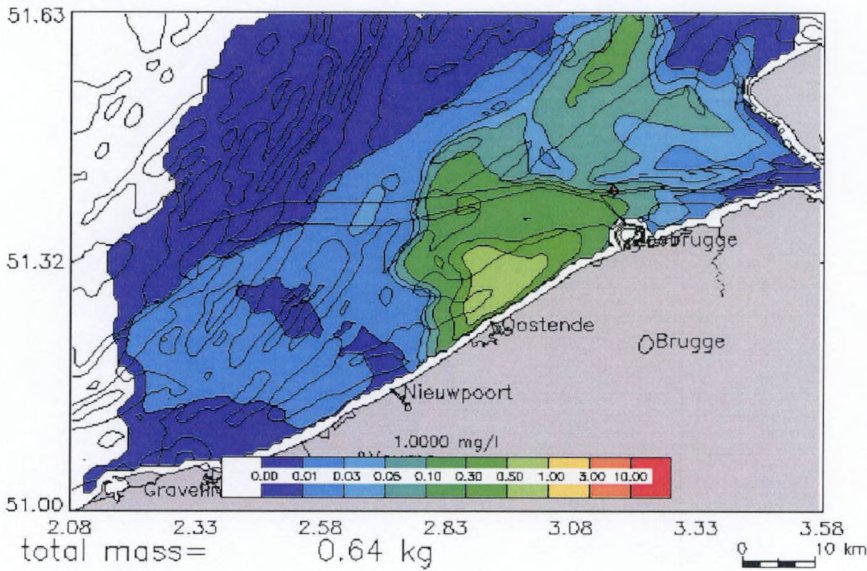 51.63
51.32
Brugge
Oostende
Nieuwpoort
1.0000 mg/l
0.00 0.01 0.03 0.05 0.10 0.30 0.50 1.00 3.00 10.00
51.00
2.08 2.33 2.58 2.83 3.08 3.33 3.58
total mass= 0.64 kg
0 10 km